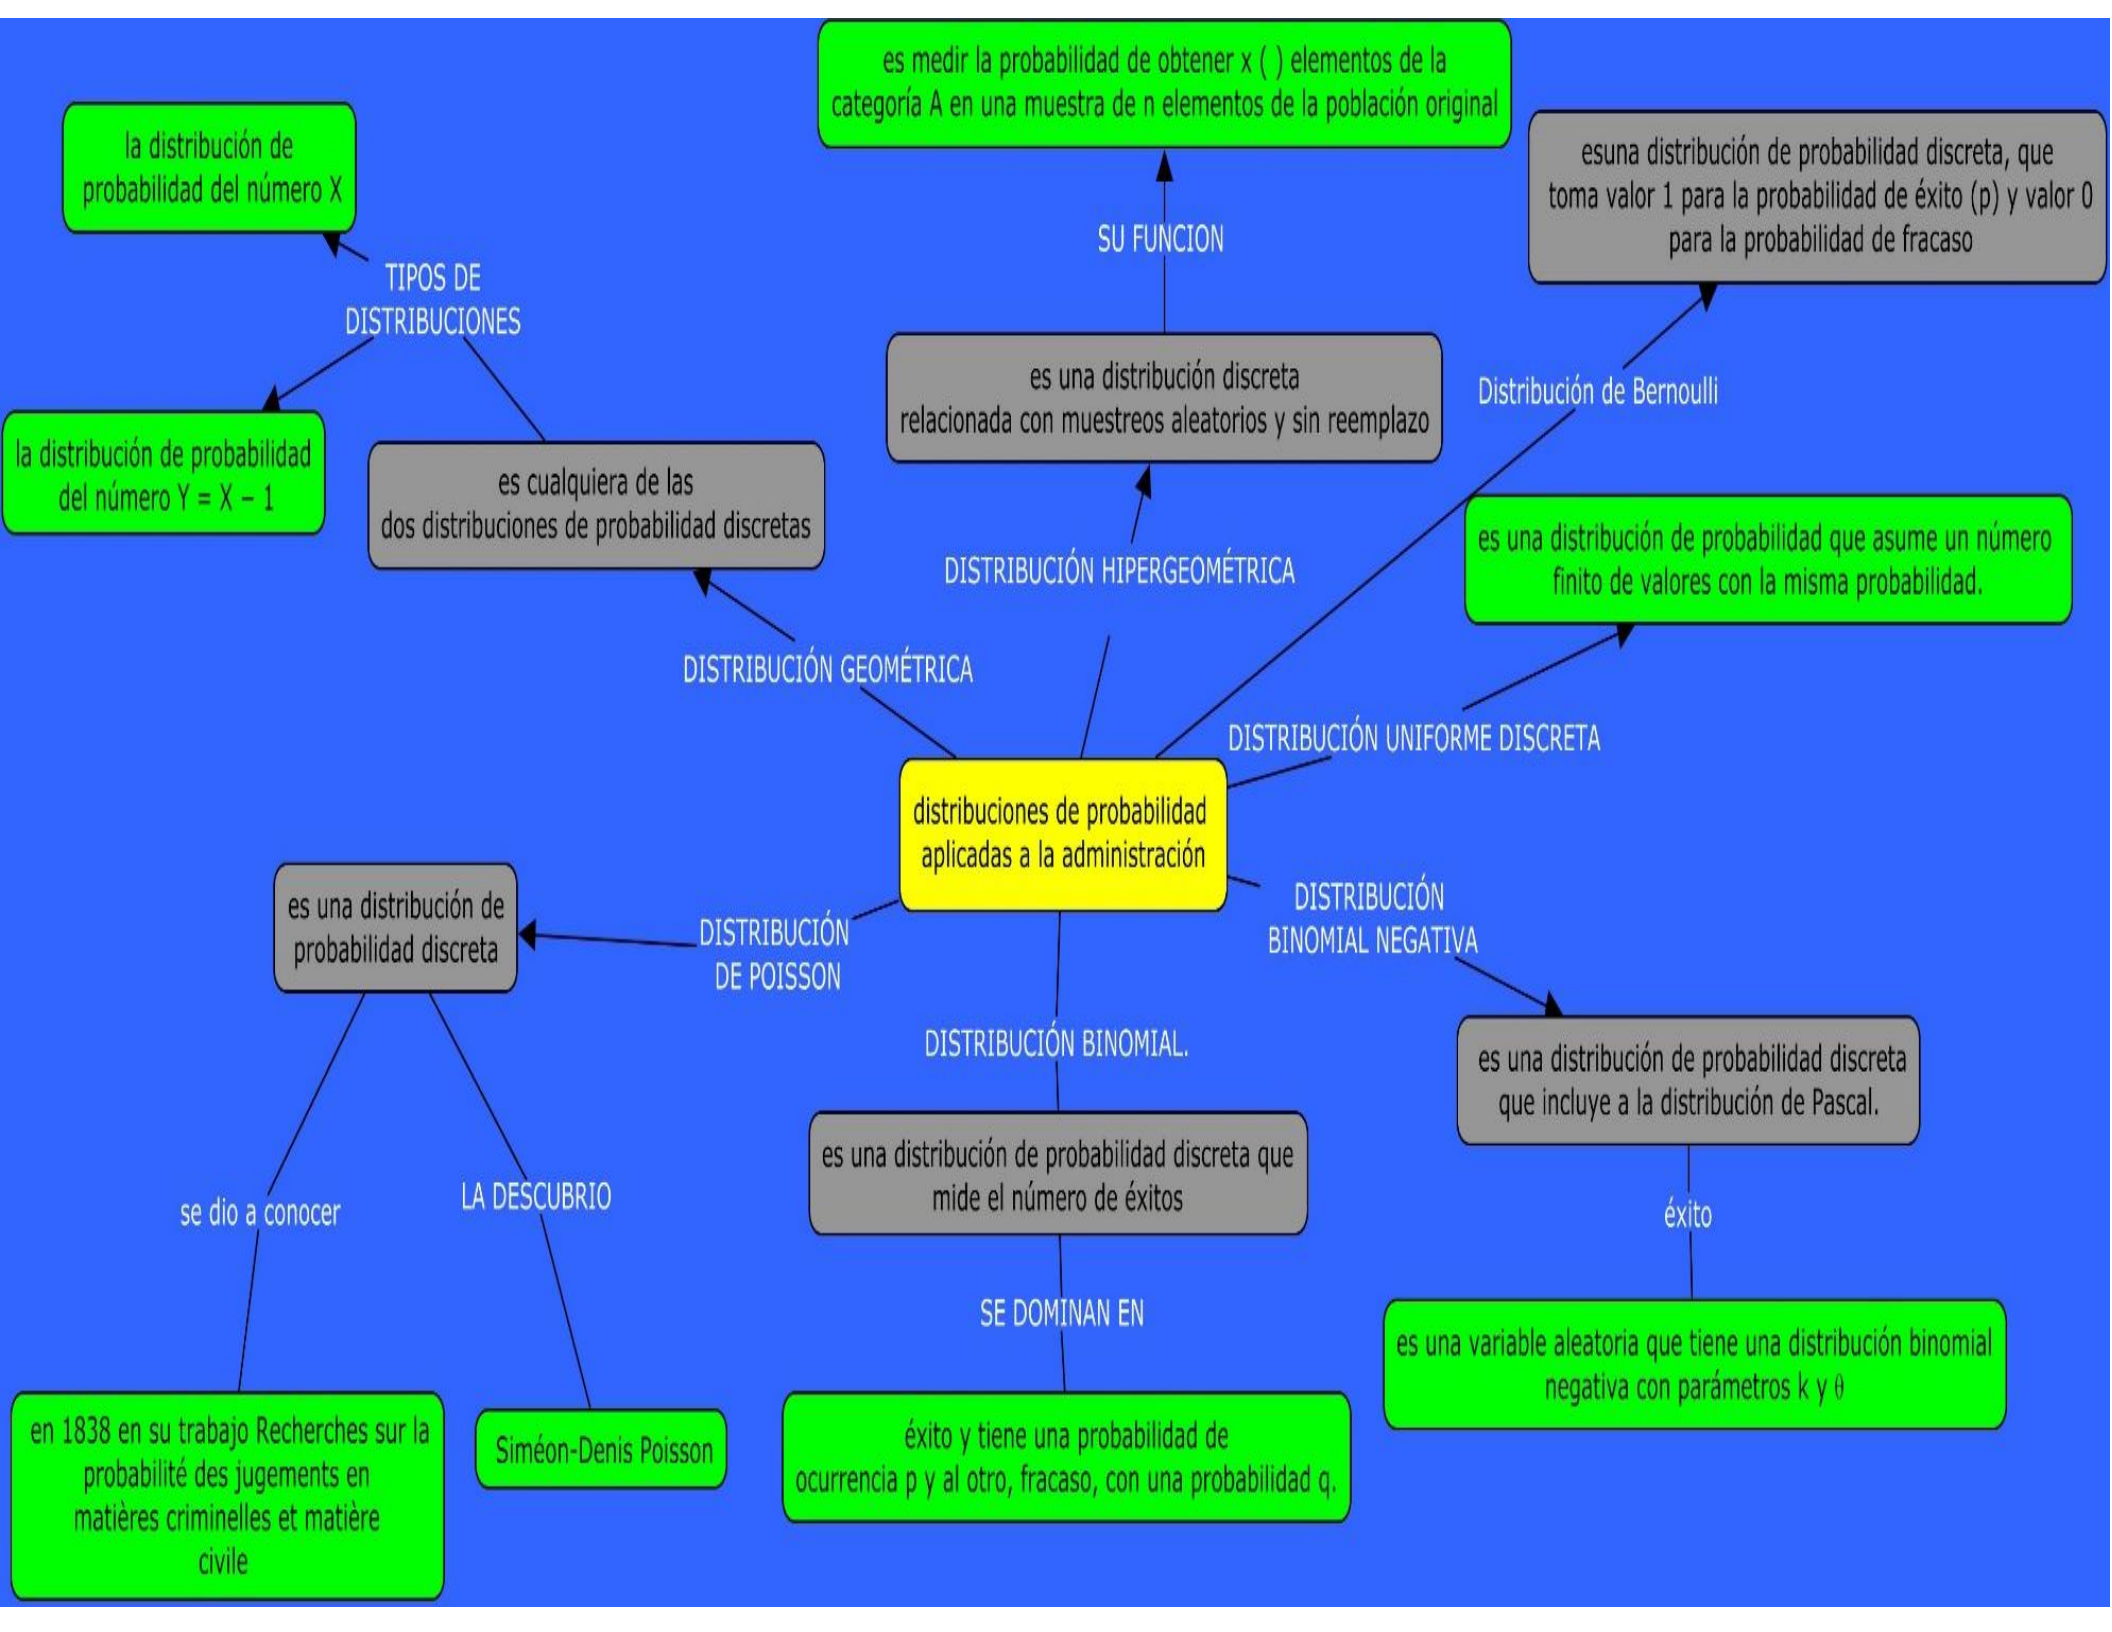 es medir la probabilidad de obtener x ( ) elementos de la
categoría A en una muestra de n elementos de la población original
la distribución de
probabilidad del número X
esuna distribución de probabilidad discreta, que
toma valor 1 para la probabilidad de éxito (p) y valor 0
para la probabilidad de fracaso
SU FUNCION
TIPOS DE
DISTRIBUCIONES
es una distribución discreta
relacionada con muestreos aleatorios y sin reemplazo
Distribución de Bernoulli
la distribución de probabilidad
del número Y = X − 1
es cualquiera de las
dos distribuciones de probabilidad discretas
es una distribución de probabilidad que asume un número
finito de valores con la misma probabilidad.
DISTRIBUCIÓN HIPERGEOMÉTRICA
DISTRIBUCIÓN GEOMÉTRICA
DISTRIBUCIÓN UNIFORME DISCRETA
distribuciones de probabilidad
aplicadas a la administración
es una distribución de
probabilidad discreta
DISTRIBUCIÓN
DE POISSON
DISTRIBUCIÓN
BINOMIAL NEGATIVA
DISTRIBUCIÓN BINOMIAL.
es una distribución de probabilidad discreta
que incluye a la distribución de Pascal.
es una distribución de probabilidad discreta que
mide el número de éxitos
se dio a conocer
LA DESCUBRIO
éxito
SE DOMINAN EN
es una variable aleatoria que tiene una distribución binomial
negativa con parámetros k y θ
en 1838 en su trabajo Recherches sur la
probabilité des jugements en
matières criminelles et matière
civile
Siméon-Denis Poisson
éxito y tiene una probabilidad de
ocurrencia p y al otro, fracaso, con una probabilidad q.